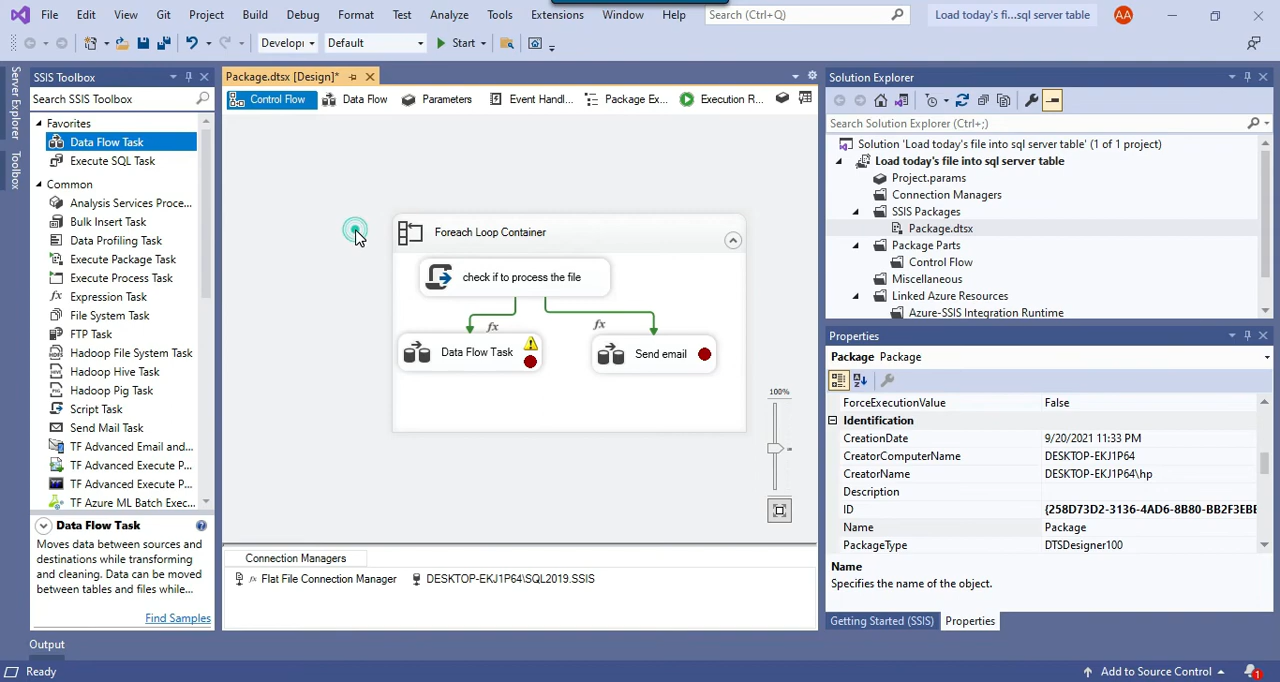 File Edit View Git Project Build Debug Format Test Analyze Tools Extensions Window Help Search (Ctrl+Q) Load today's fi...sql server table AA
Developi Default Start
Server Explorer
Toolbox
SSIS Toolbox
Search SSIS Toolbox
Favorites
Data Flow Task
Execute SQL Task
Common
Analysis Services Proce...
Bulk Insert Task
Data Profiling Task
Execute Package Task
Execute Process Task
fx Expression Task
File System Task
FTP Task
Hadoop File System Task
Hadoop Hive Task
Hadoop Pig Task
Script Task
Send Mail Task
TF Advanced Email and...
TF Advanced Execute P...
TF Advanced Execute P...
TF Azure ML Batch Exec...
Data Flow Task
Moves data between sources and
destinations while transforming
and cleaning. Data can be moved
between tables and files while...
Find Samples
Package.dtsx [Design]*
Control Flow Data Flow Parameters Event Handl... Package Ex... Execution R...
Foreach Loop Container
check if to process the file
fx fx
Data Flow Task
Send email
100%
Connection Managers
fx Flat File Connection Manager DESKTOP-EKJ1P64\SQL2019.SSIS
Solution Explorer
Search Solution Explorer (Ctrl+;)
Solution 'Load today's file into sql server table' (1 of 1 project)
Load today's file into sql server table
Project.params
Connection Managers
SSIS Packages
Package.dtsx
Package Parts
Control Flow
Miscellaneous
Linked Azure Resources
Azure-SSIS Integration Runtime
Properties
Package Package
ForceExecutionValue False
Identification
CreationDate 9/20/2021 11:33 PM
CreatorComputerName DESKTOP-EKJ1P64
CreatorName DESKTOP-EKJ1P64\hp
Description
ID {258D73D2-3136-4AD6-8B80-BB2F3EBE
Name Package
PackageType DTSDesigner100
Name
Specifies the name of the object.
Getting Started (SSIS) Properties
Output
Ready Add to Source Control 1